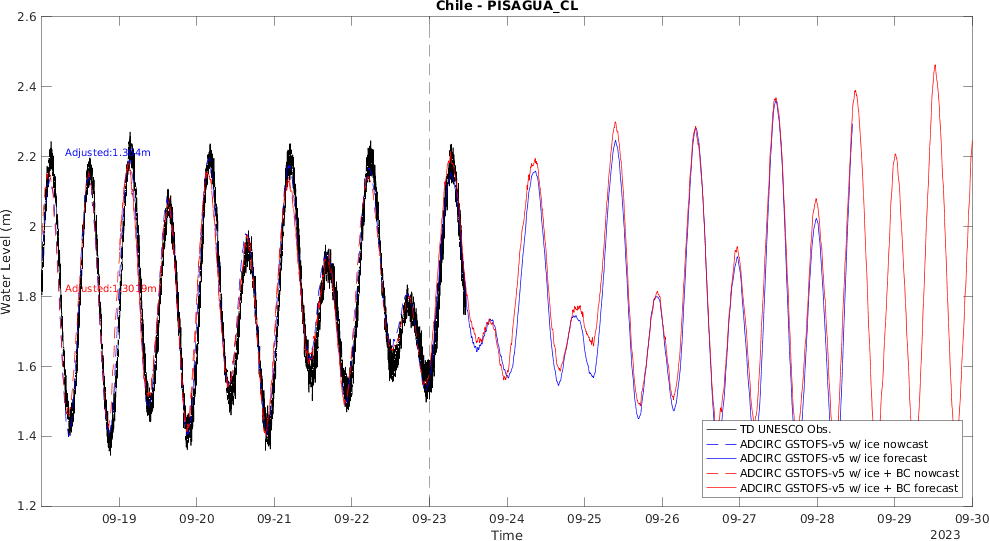 Chile - PISAGUA_CL
2.6
2.4
2.2
2
1.8
1.6
1.4
1.2
Water Level (m)
Adjusted:1.3019m
TD UNESCO Obs.
ADCIRC GSTOFS-v5 w/ ice nowcast
ADCIRC GSTOFS-v5 w/ ice forecast
ADCIRC GSTOFS-v5 w/ ice + BC nowcast
ADCIRC GSTOFS-v5 w/ ice + BC forecast
09-19 09-20 09-21 09-22 09-23 09-24 09-25 09-26 09-27 09-28 09-29 09-30
Time
2023